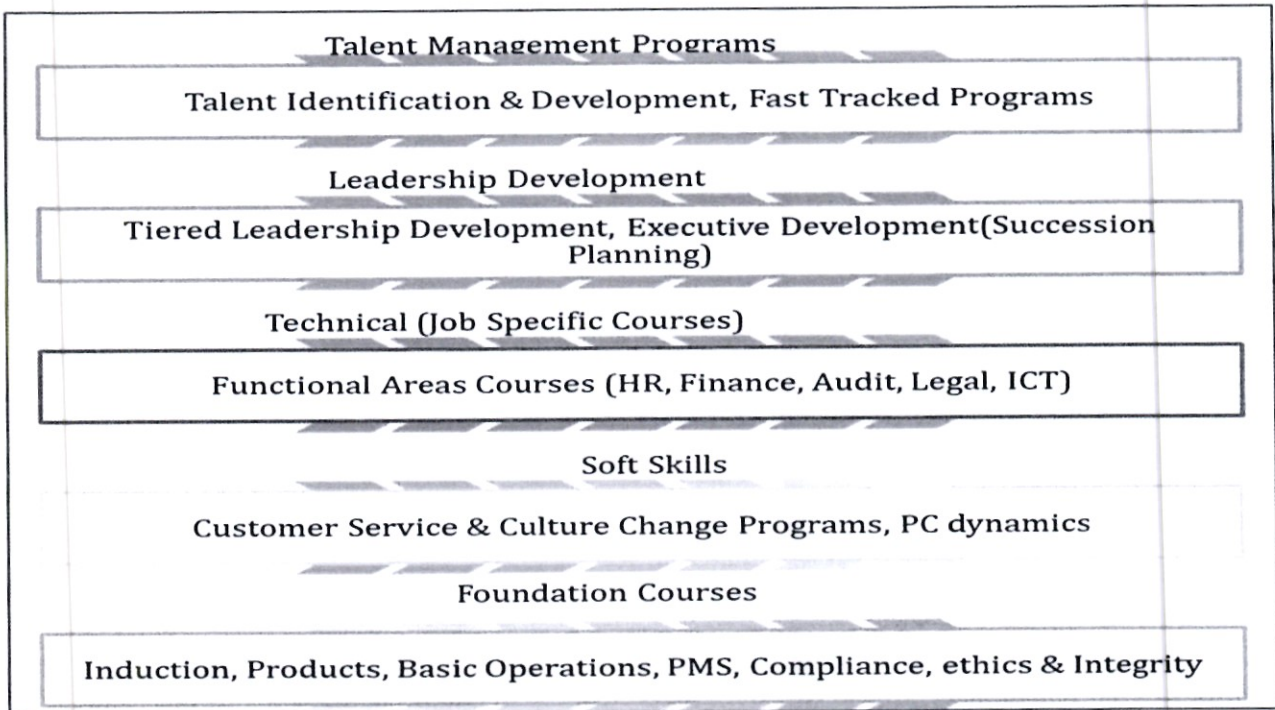 Talent Management Programs
Talent Identification & Development, Fast Tracked Programs
Leadership Development
Tiered Leadership Development, Executive Development(Succession
Planning)
Technical (Job Specific Courses)
Functional Areas Courses (HR, Finance, Audit, Legal, ICT)
Soft Skills
Customer Service & Culture Change Programs, PC dynamics
Foundation Courses
Induction, Products, Basic Operations, PMS, Compliance, ethics & Integrity